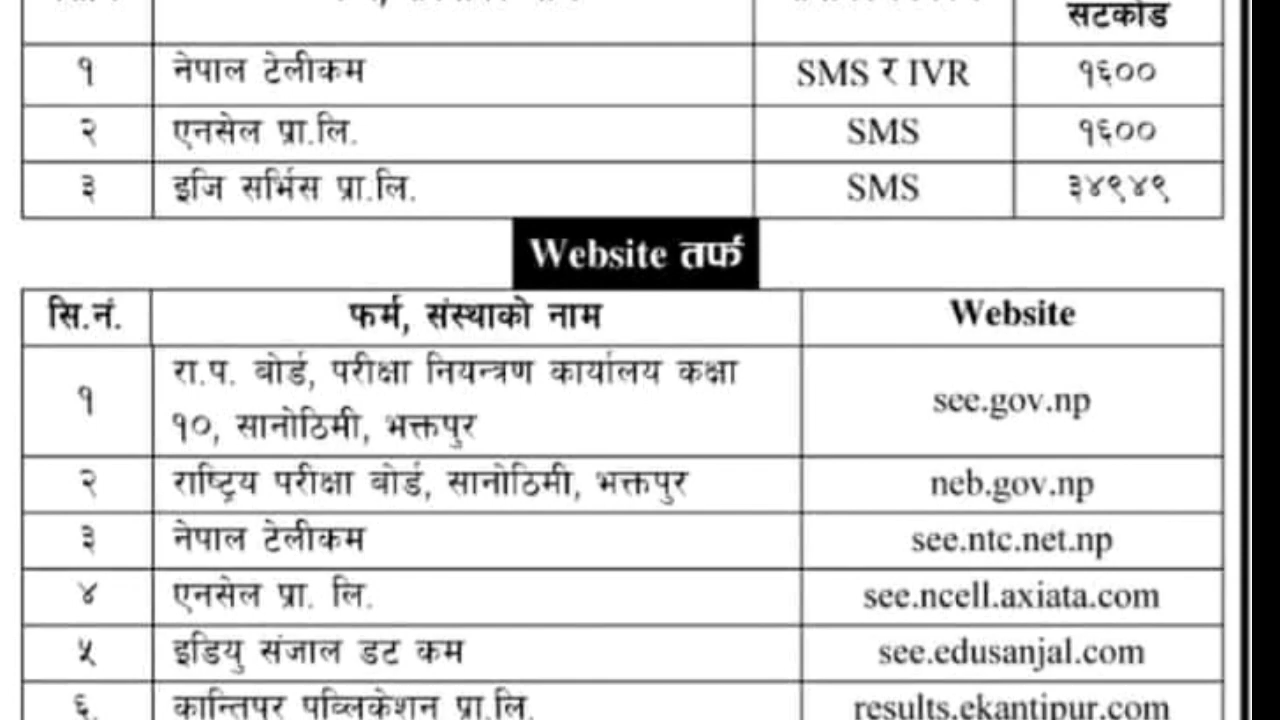 सटकोड
१ नेपाल टेलीकम SMS र IVR १६००
२ एनसेल प्रा.लि. SMS १६००
३ इजि सर्भिस प्रा.लि. SMS ३४९४९
Website तर्फ
सि.नं. फर्म, संस्थाको नाम Website
रा.प. बोर्ड, परीक्षा नियन्त्रण कार्यालय कक्षा
१ see.gov.np
१०, सानोठिमी, भक्तपुर
२ राष्ट्रिय परीक्षा बोर्ड, सानोठिमी, भक्तपुर neb.gov.np
३ नेपाल टेलीकम see.ntc.net.np
४ एनसेल प्रा. लि. see.ncell.axiata.com
५ इडियु संजाल डट कम see.edusanjal.com
६ कान्तिपुर पब्लिकेशन प्रा.लि. results.ekantipur.com